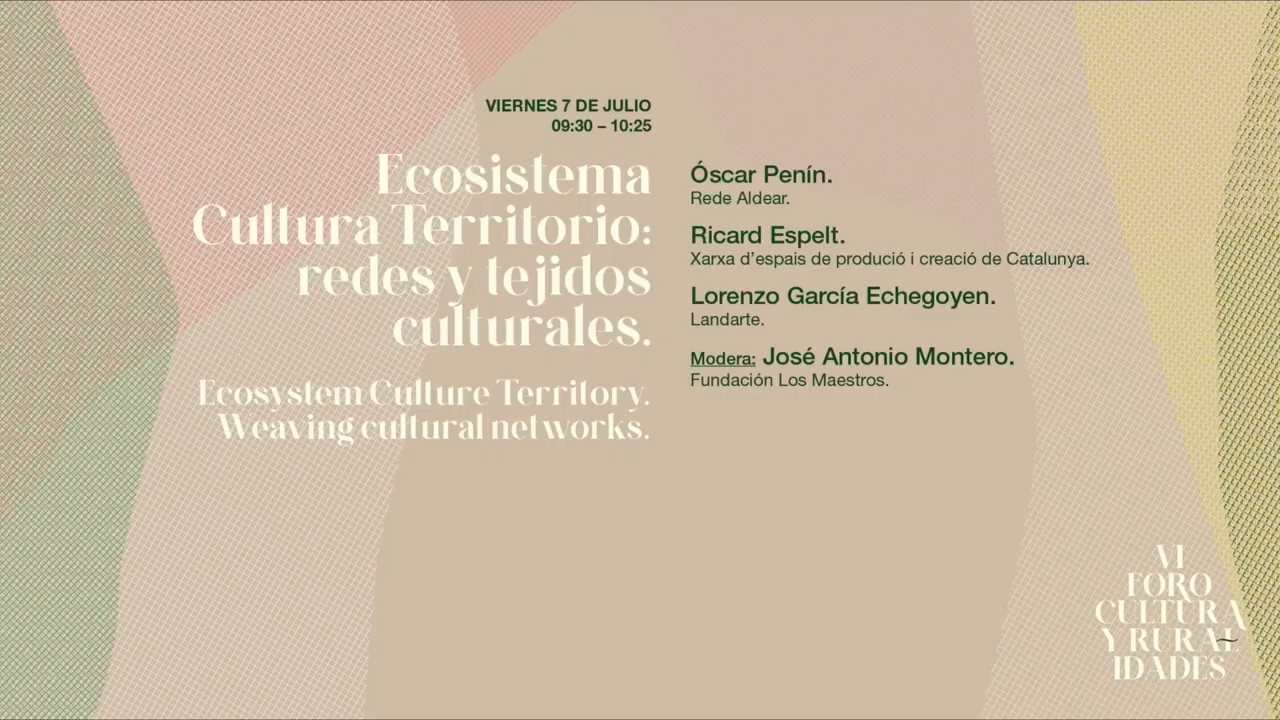 VIERNES 7 DE JULIO
09:30 – 10:25
Ecosistema
Cultura Territorio:
redes y tejidos
culturales.
Ecosystem Culture Territory.
Weaving cultural networks.
Óscar Penín.
Rede Aldear.
Ricard Espelt.
Xarxa d'espais de produció i creació de Catalunya.
Lorenzo García Echegoyen.
Landarte.
Modera: José Antonio Montero.
Fundación Los Maestros.
VI
FORO
CULTURA
Y RURAL
IDADES